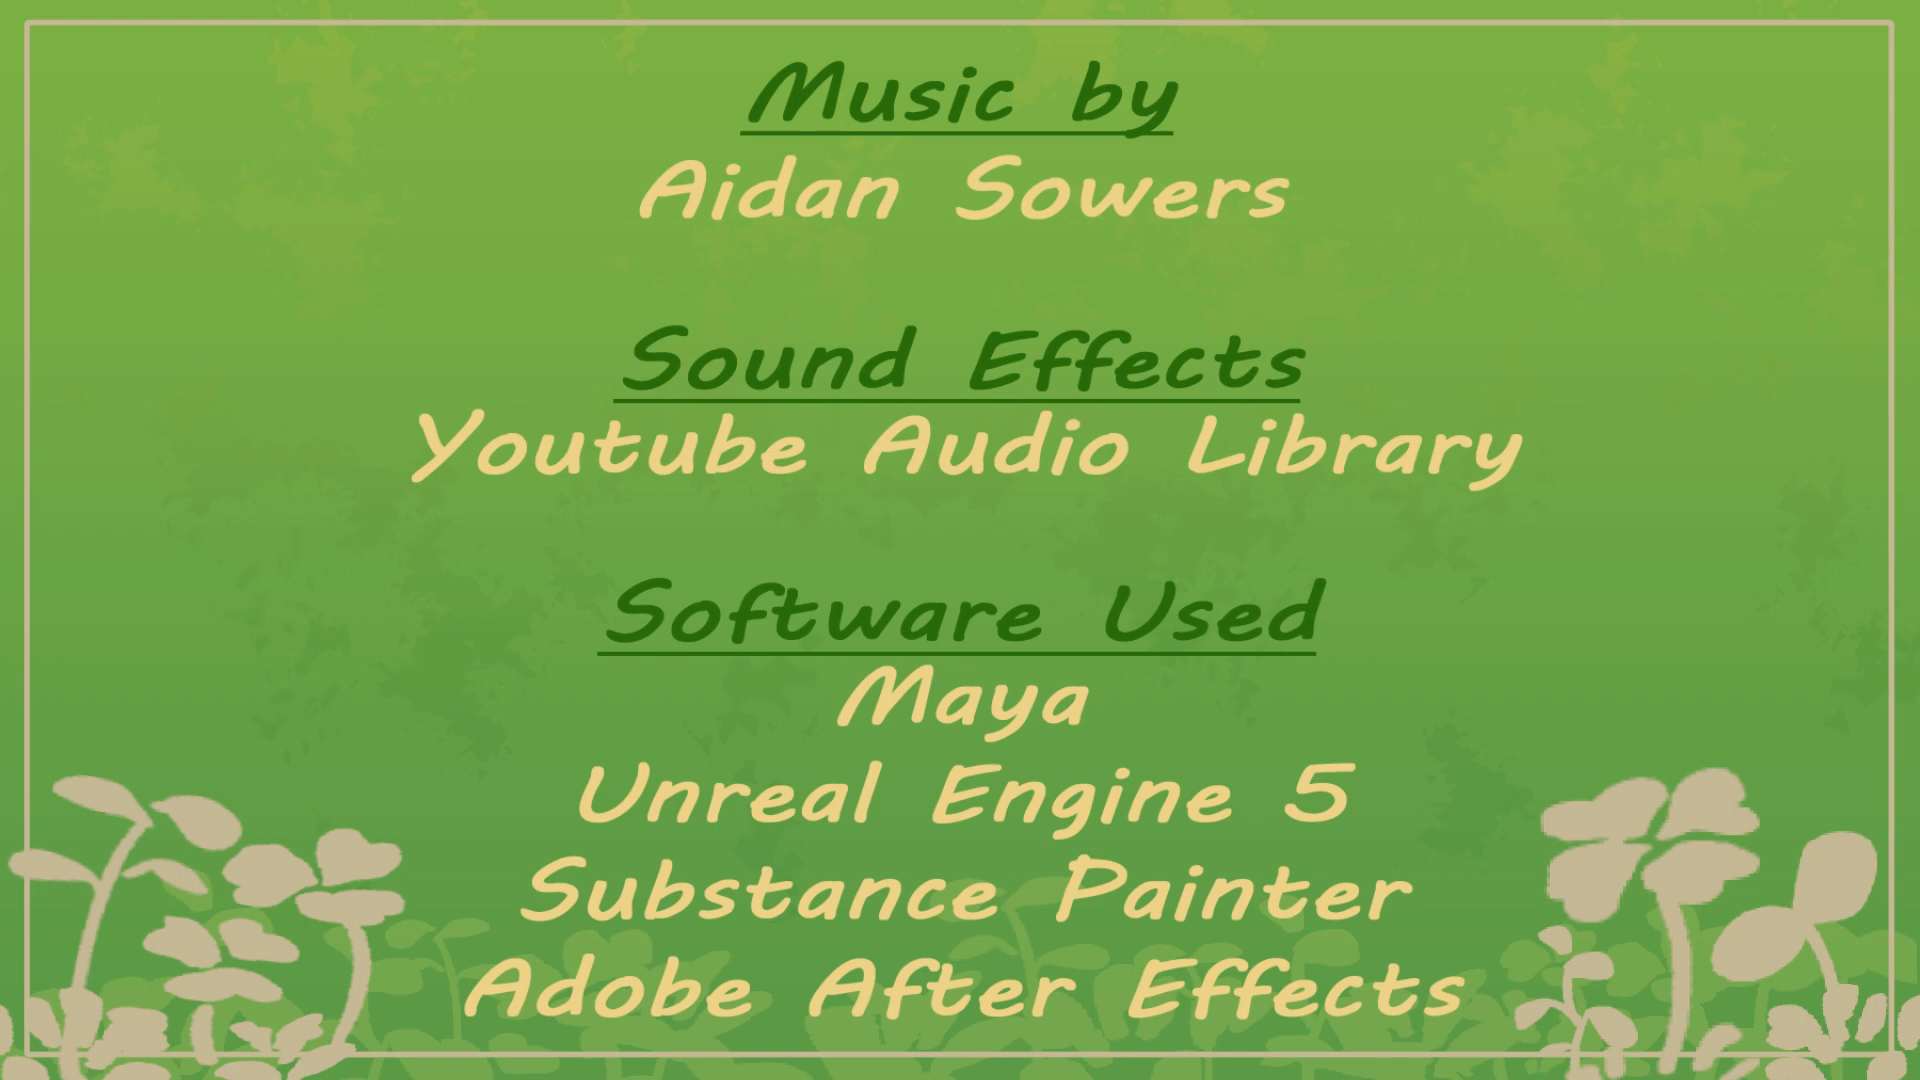 Music by
Aidan Sowers
Sound Effects
Youtube Audio Library
Software Used
Maya
Unreal Engine 5
Substance Painter
Adobe After Effects